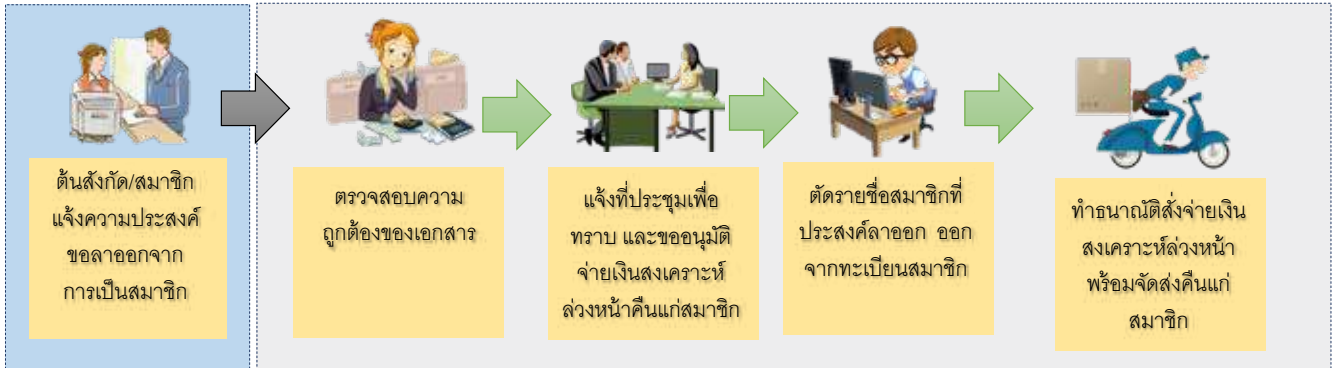 ต้นสังกัด/สมาชิก
แจ้งความประสงค์
ขอลาออกจาก
การเป็นสมาชิก
ตรวจสอบความ
ถูกต้องของเอกสาร
แจ้งที่ประชุมเพื่อ
ทราบ และขออนุมัติ
จ่ายเงินสงเคราะห์
ล่วงหน้าคืนแก่สมาชิก
ตัดรายชื่อสมาชิกที่
ประสงค์ลาออก ออก
จากทะเบียนสมาชิก
ทำธนาณัติสั่งจ่ายเงิน
สงเคราะห์ล่วงหน้า
พร้อมจัดส่งคืนแก่
สมาชิก